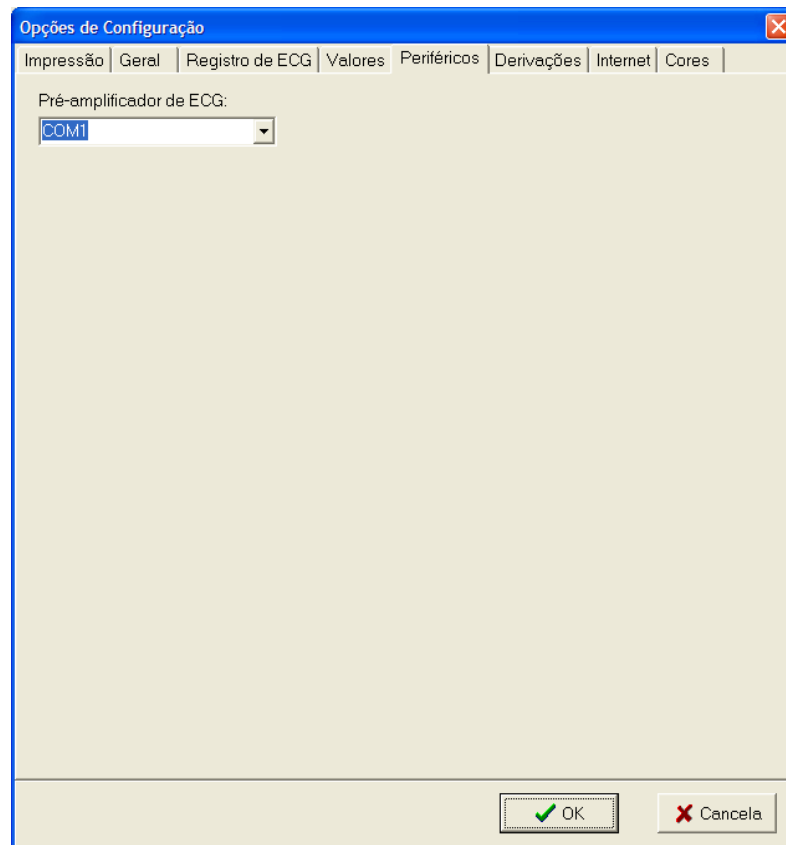 Opções de Configuração
Impressão Geral Registro de ECG Valores Periféricos Derivações Internet Cores
Pré-amplificador de ECG:
COM1
OK Cancela